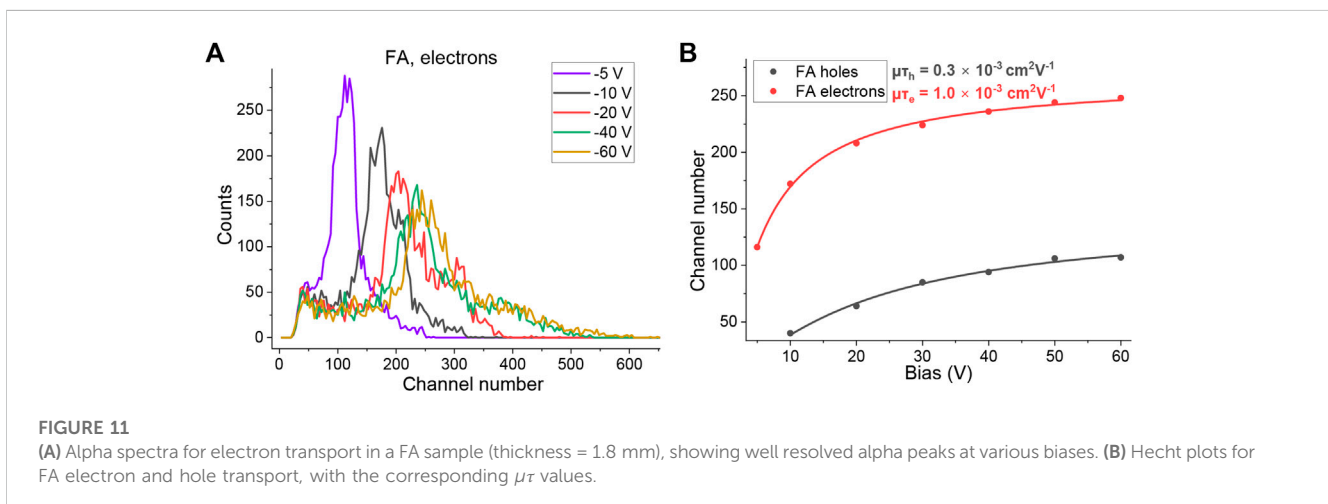 A
FA, electrons
-5 V
-10 V
-20 V
-40 V
-60 V
Counts
300
250
200
150
100
50
0
0 100 200 300 400 500 600
Channel number
B
FA holes
FA electrons
μτh = 0.3 × 10-3 cm2V-1
μτe = 1.0 × 10-3 cm2V-1
Channel number
250
200
150
100
50
10 20 30 40 50 60
Bias (V)
FIGURE 11
(A) Alpha spectra for electron transport in a FA sample (thickness = 1.8 mm), showing well resolved alpha peaks at various biases. (B) Hecht plots for
FA electron and hole transport, with the corresponding μτ values.